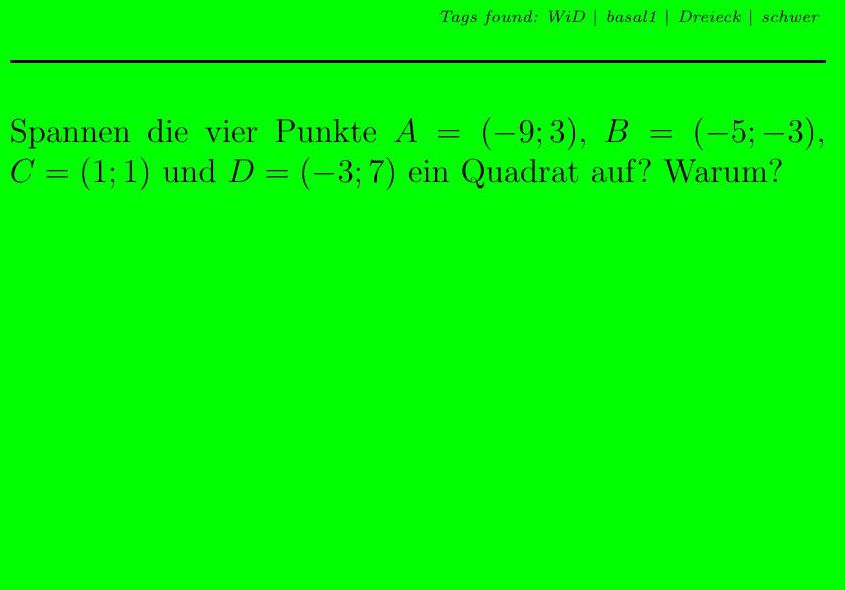 Tags found: WiD | basal1 | Dreieck | schwer
Spannen die vier Punkte A = (−9; 3), B = (−5; −3),
C = (1; 1) und D = (−3; 7) ein Quadrat auf? Warum?